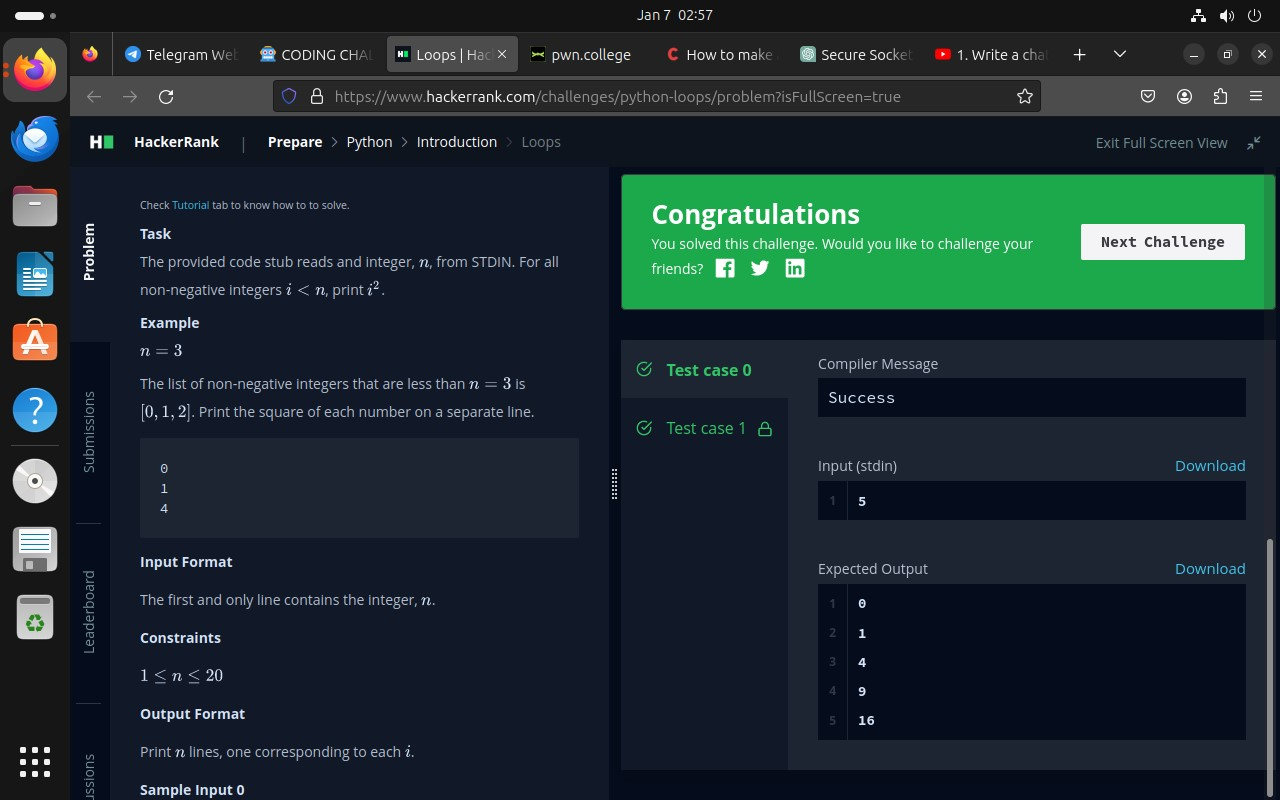 Jan 7 02:57
Telegram We
CODING CHAL
Loops | Hac
pwn.college
How to make
Secure Socket
1. Write a cha
https://www.hackerrank.com/challenges/python-loops/problem?isFullScreen=true
HackerRank | Prepare > Python > Introduction > Loops
Exit Full Screen View
Problem
Submissions
Leaderboard
ussions
Check Tutorial tab to know how to to solve.
Task
The provided code stub reads and integer, n, from STDIN. For all
non-negative integers i < n, print i².
Example
n = 3
The list of non-negative integers that are less than n = 3 is
[0, 1, 2]. Print the square of each number on a separate line.
0
1
4
Input Format
The first and only line contains the integer, n.
Constraints
1 ≤ n ≤ 20
Output Format
Print n lines, one corresponding to each i.
Sample Input 0
Congratulations
You solved this challenge. Would you like to challenge your
friends?
Next Challenge
Test case 0
Test case 1
Compiler Message
Success
Input (stdin)
Download
1 5
Expected Output
Download
1 0
2 1
3 4
4 9
5 16